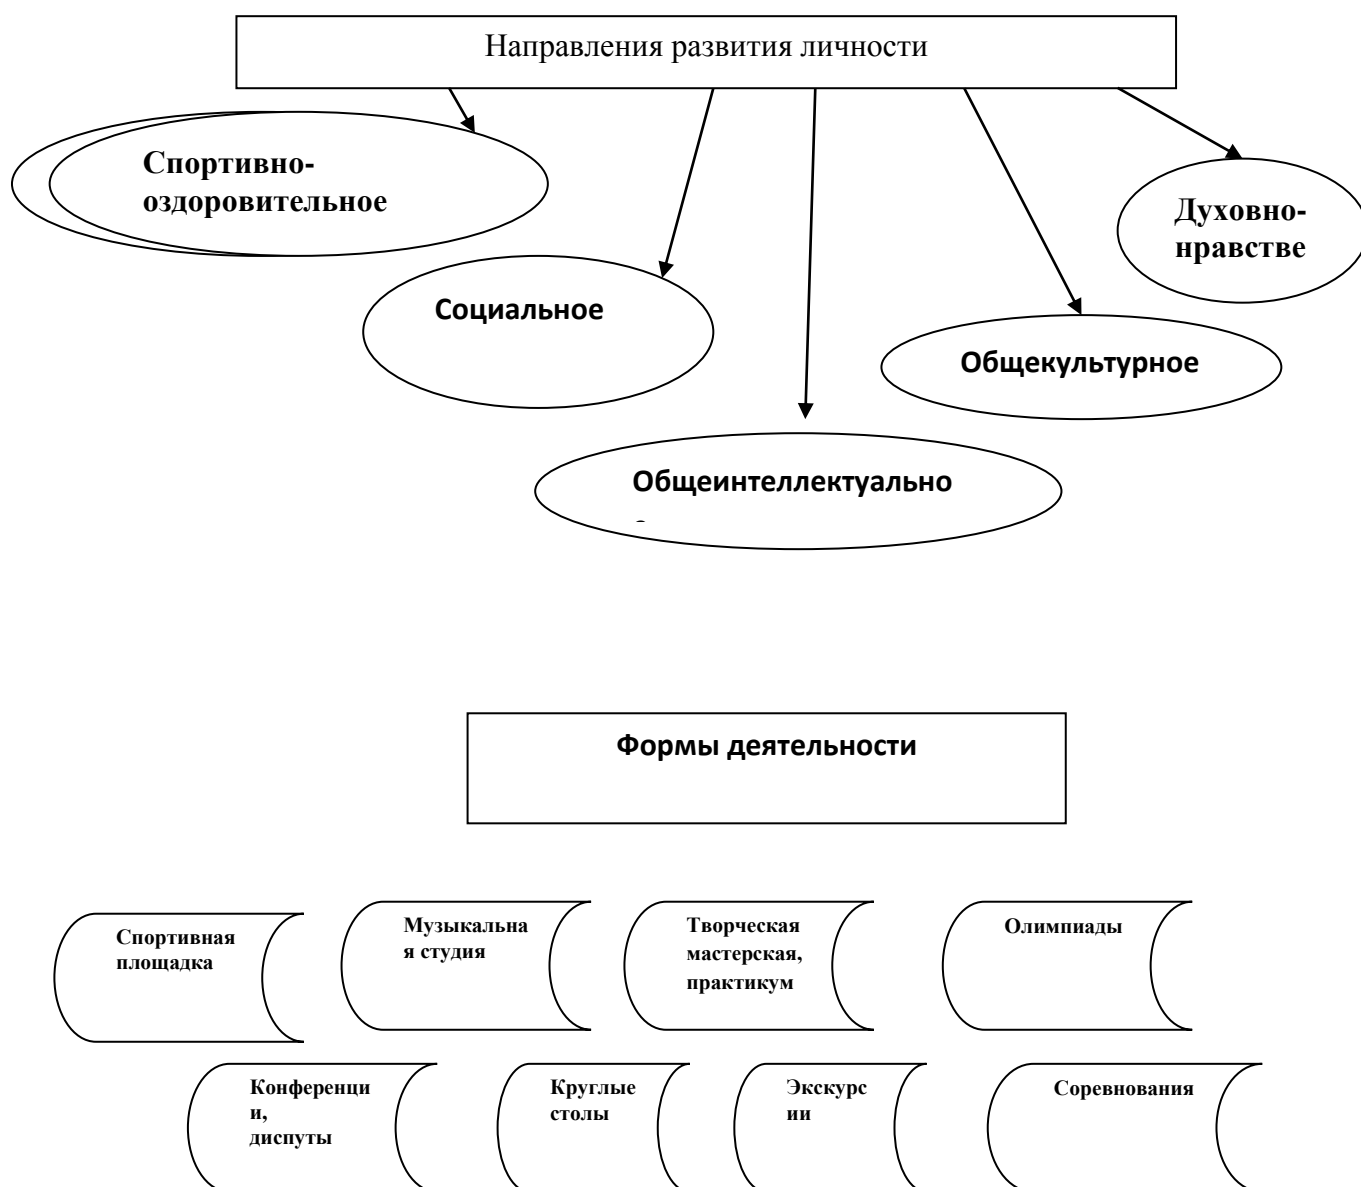 Направления развития личности
Спортивно-
оздоровительное
Духовно-
нравстве
Социальное
Общекультурное
Общеинтеллектуально
Формы деятельности
Спортивная
площадка
Музыкальна
я студия
Творческая
мастерская,
практикум
Олимпиады
Конференци
и,
диспуты
Круглые
столы
Экскурс
ии
Соревнования